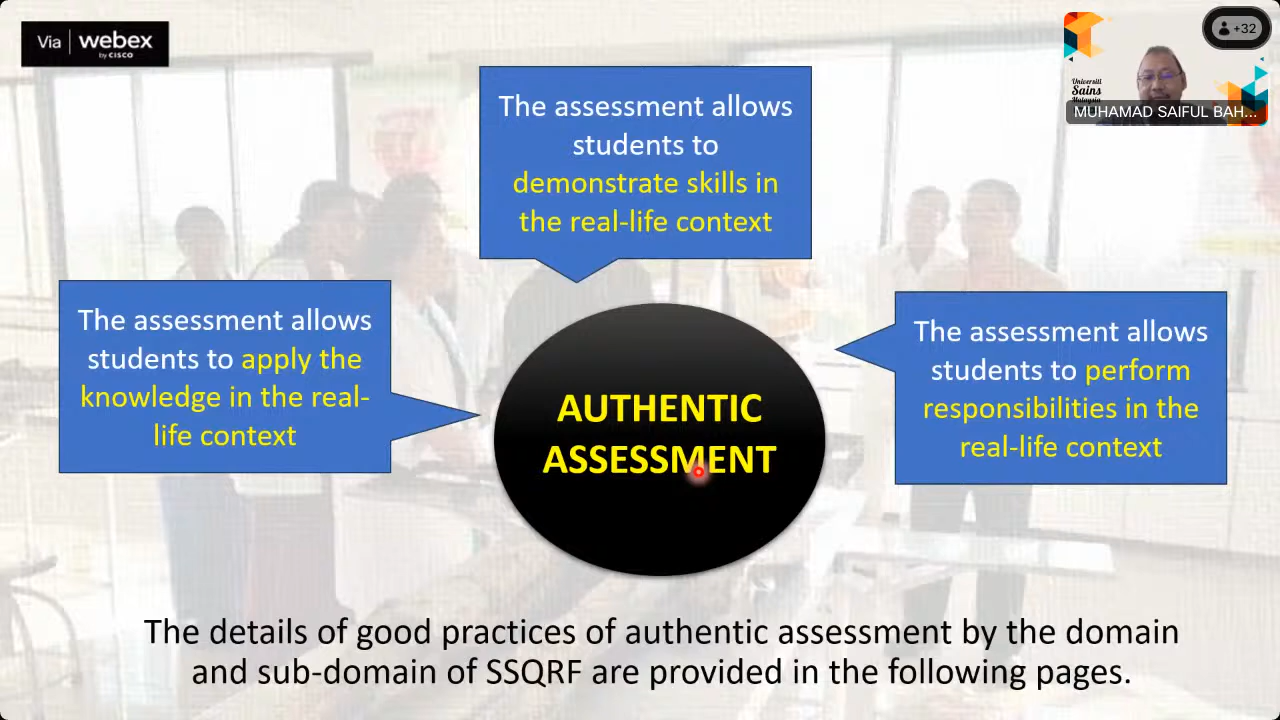 Via | webex
by CISCO
+32
Universiti
Sains
Malaysia
MUHAMAD SAIFUL BAH...
The assessment allows
students to
demonstrate skills in
the real-life context
The assessment allows
students to apply the
knowledge in the real-
life context
The assessment allows
students to perform
responsibilities in the
real-life context
AUTHENTIC
ASSESSMENT
The details of good practices of authentic assessment by the domain
and sub-domain of SSQRF are provided in the following pages.